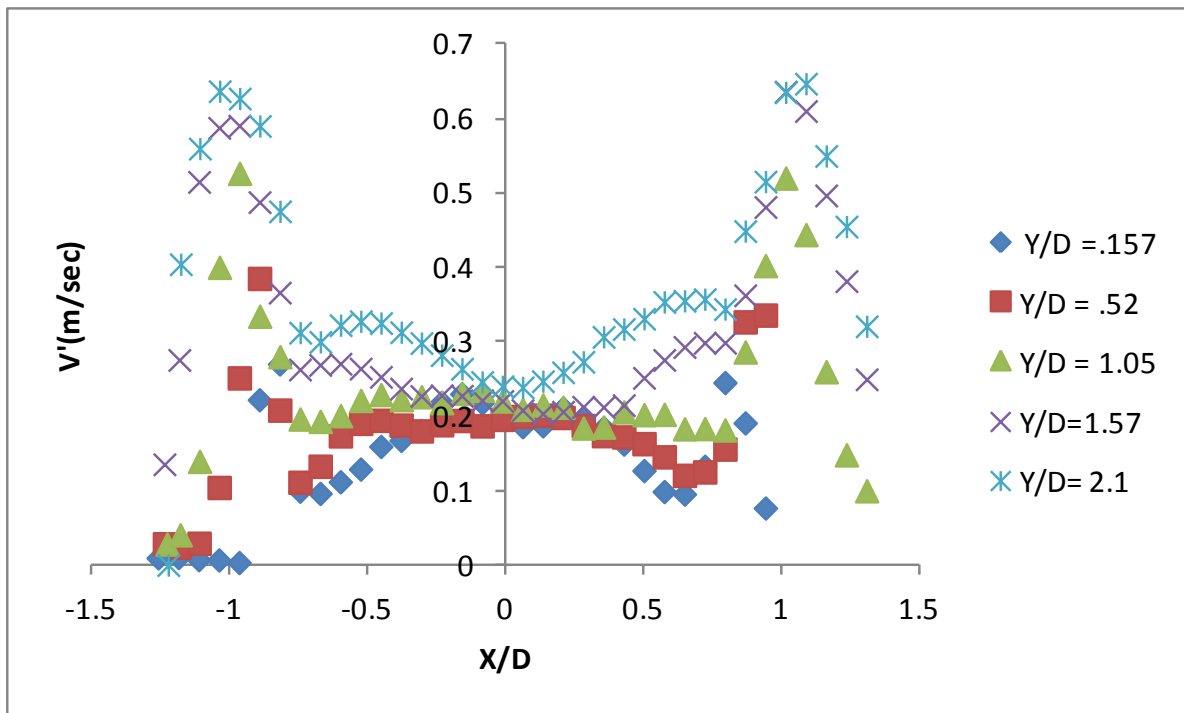 0.7
0.6
0.5
0.4
0.3
0.2
0.1
0
-1.5 -1 -0.5 0 0.5 1 1.5
V'(m/sec)
X/D
Y/D =.157
Y/D = .52
Y/D = 1.05
Y/D=1.57
Y/D= 2.1